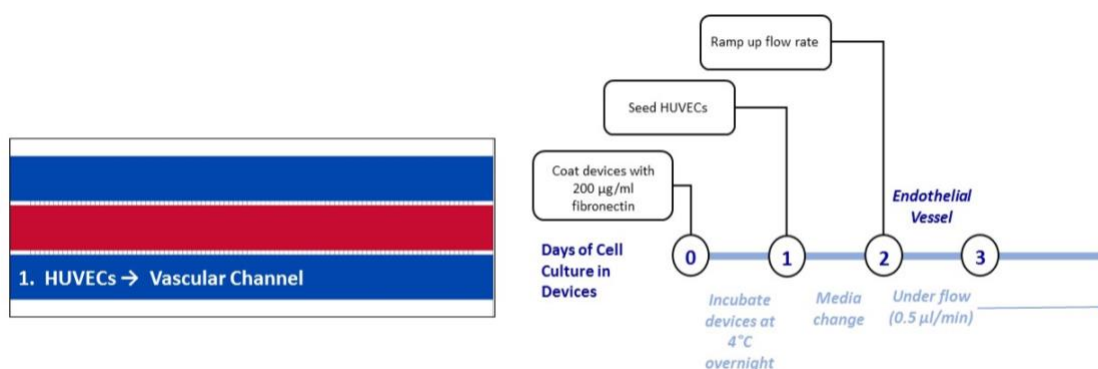 1. HUVECs → Vascular Channel
Ramp up flow rate
Seed HUVECs
Coat devices with
200 µg/ml
fibronectin
Endothelial
Vessel
Days of Cell
Culture in
Devices
0
1
2
3
Incubate
devices at
4°C
overnight
Media
change
Under flow
(0.5 µl/min)